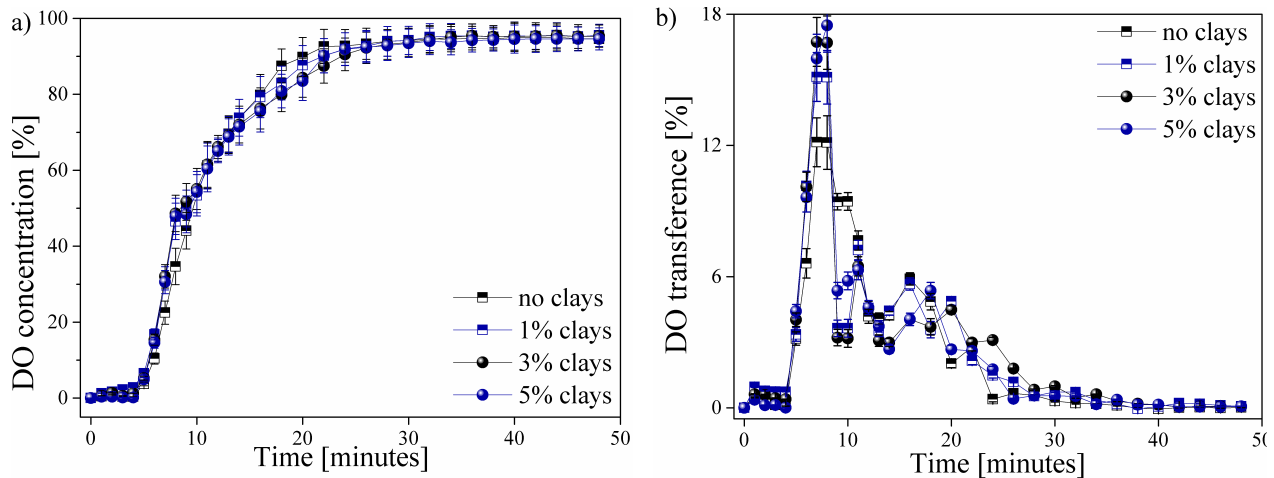 a)
DO concentration [%]
100
80
60
40
20
0
no clays
1% clays
3% clays
5% clays
0 10 20 30 40 50
Time [minutes]
b)
DO transference [%]
18
12
6
0
no clays
1% clays
3% clays
5% clays
0 10 20 30 40 50
Time [minutes]